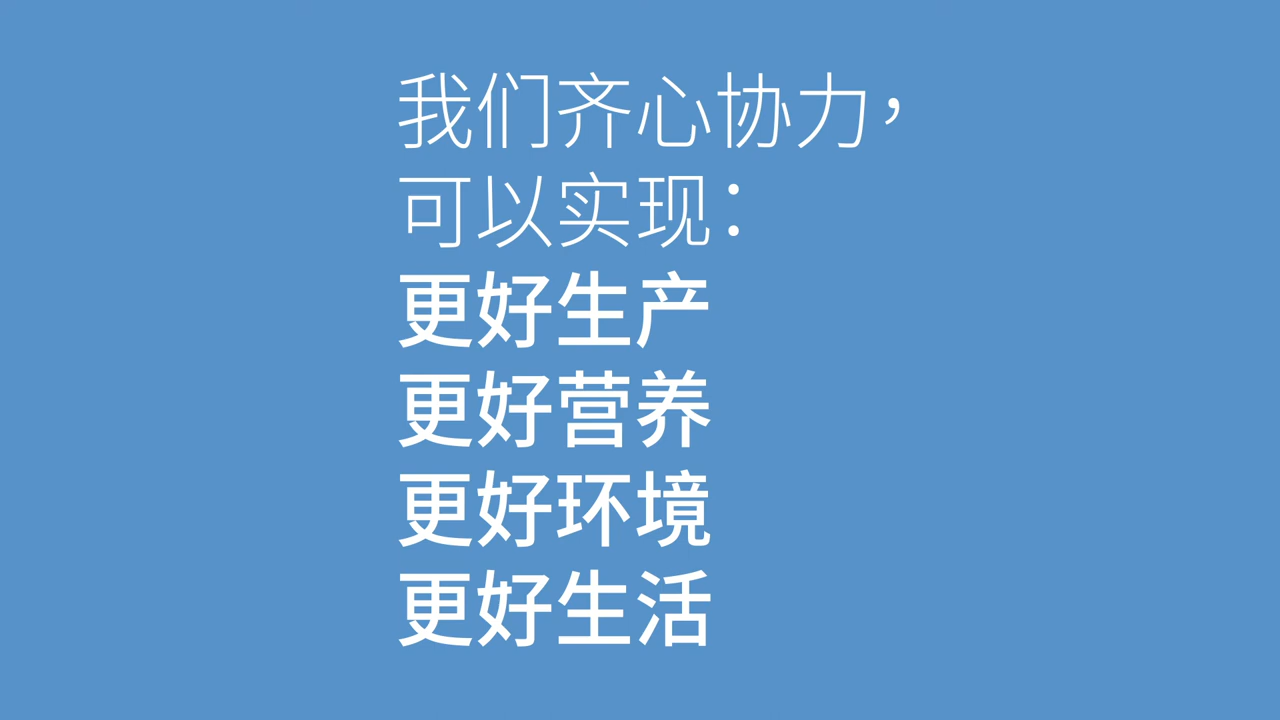 我们齐心协力，
可以实现：
更好生产
更好营养
更好环境
更好生活